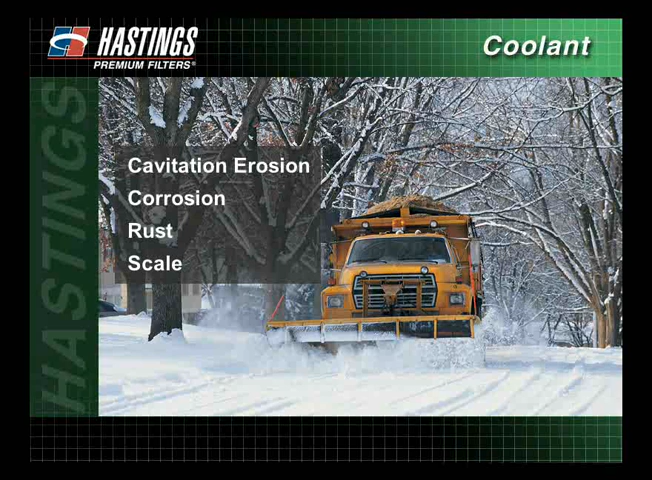 HASTINGS
PREMIUM FILTERS®
Coolant
HASTINGS
Cavitation Erosion
Corrosion
Rust
Scale